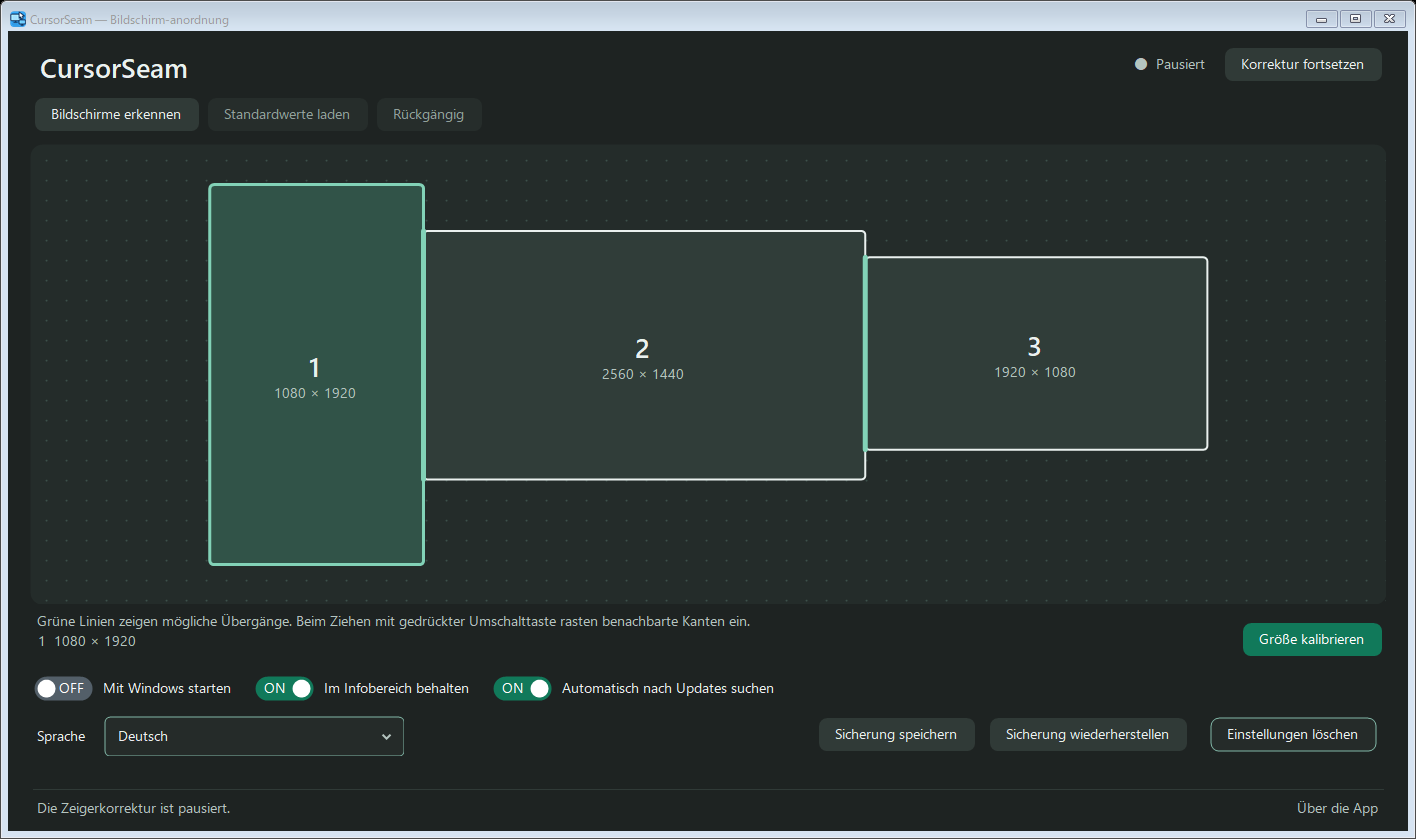 CursorSeam — Bildschirm-anordnung
CursorSeam
Pausiert
Korrektur fortsetzen
Bildschirme erkennen
Standardwerte laden
Rückgängig
1
1080 × 1920
2
2560 × 1440
3
1920 × 1080
Grüne Linien zeigen mögliche Übergänge. Beim Ziehen mit gedrückter Umschalttaste rasten benachbarte Kanten ein.
1 1080 × 1920
Größe kalibrieren
OFF Mit Windows starten
ON Im Infobereich behalten
ON Automatisch nach Updates suchen
Sprache
Deutsch
Sicherung speichern
Sicherung wiederherstellen
Einstellungen löschen
Die Zeigerkorrektur ist pausiert.
Über die App